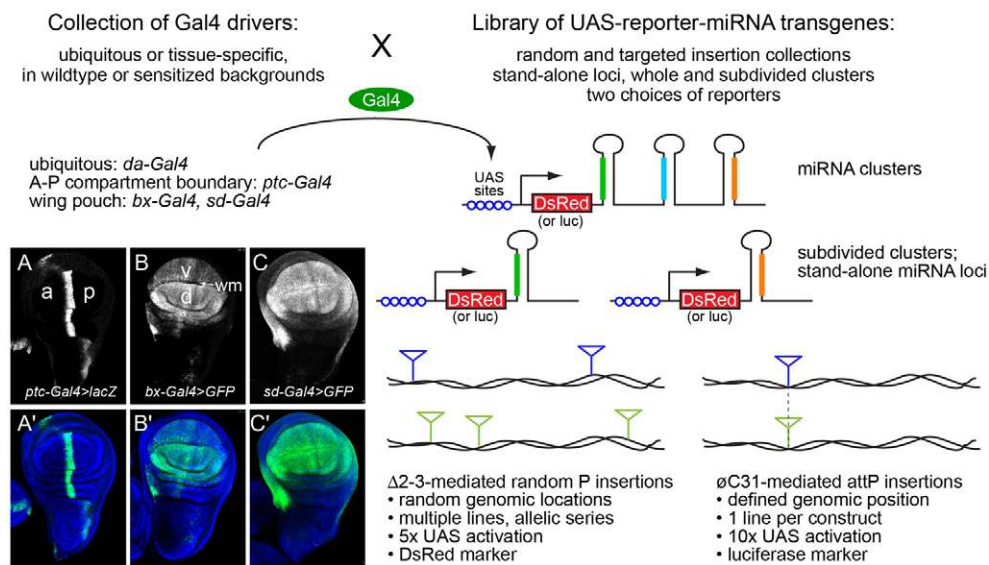 Collection of Gal4 drivers:
ubiquitous or tissue-specific,
in wildtype or sensitized backgrounds
X
Library of UAS-reporter-miRNA transgenes:
random and targeted insertion collections
stand-alone loci, whole and subdivided clusters
two choices of reporters
Gal4
ubiquitous: da-Gal4
A-P compartment boundary: ptc-Gal4
wing pouch: bx-Gal4, sd-Gal4
UAS
sites
DsRed
(or luc)
miRNA clusters
DsRed
(or luc)
DsRed
(or luc)
subdivided clusters;
stand-alone miRNA loci
A
a
p
ptc-Gal4>lacZ
B
v
wm
d
bx-Gal4>GFP
C
sd-Gal4>GFP
A'
B'
C'
Δ2-3-mediated random P insertions
• random genomic locations
• multiple lines, allelic series
• 5x UAS activation
• DsRed marker
øC31-mediated attP insertions
• defined genomic position
• 1 line per construct
• 10x UAS activation
• luciferase marker